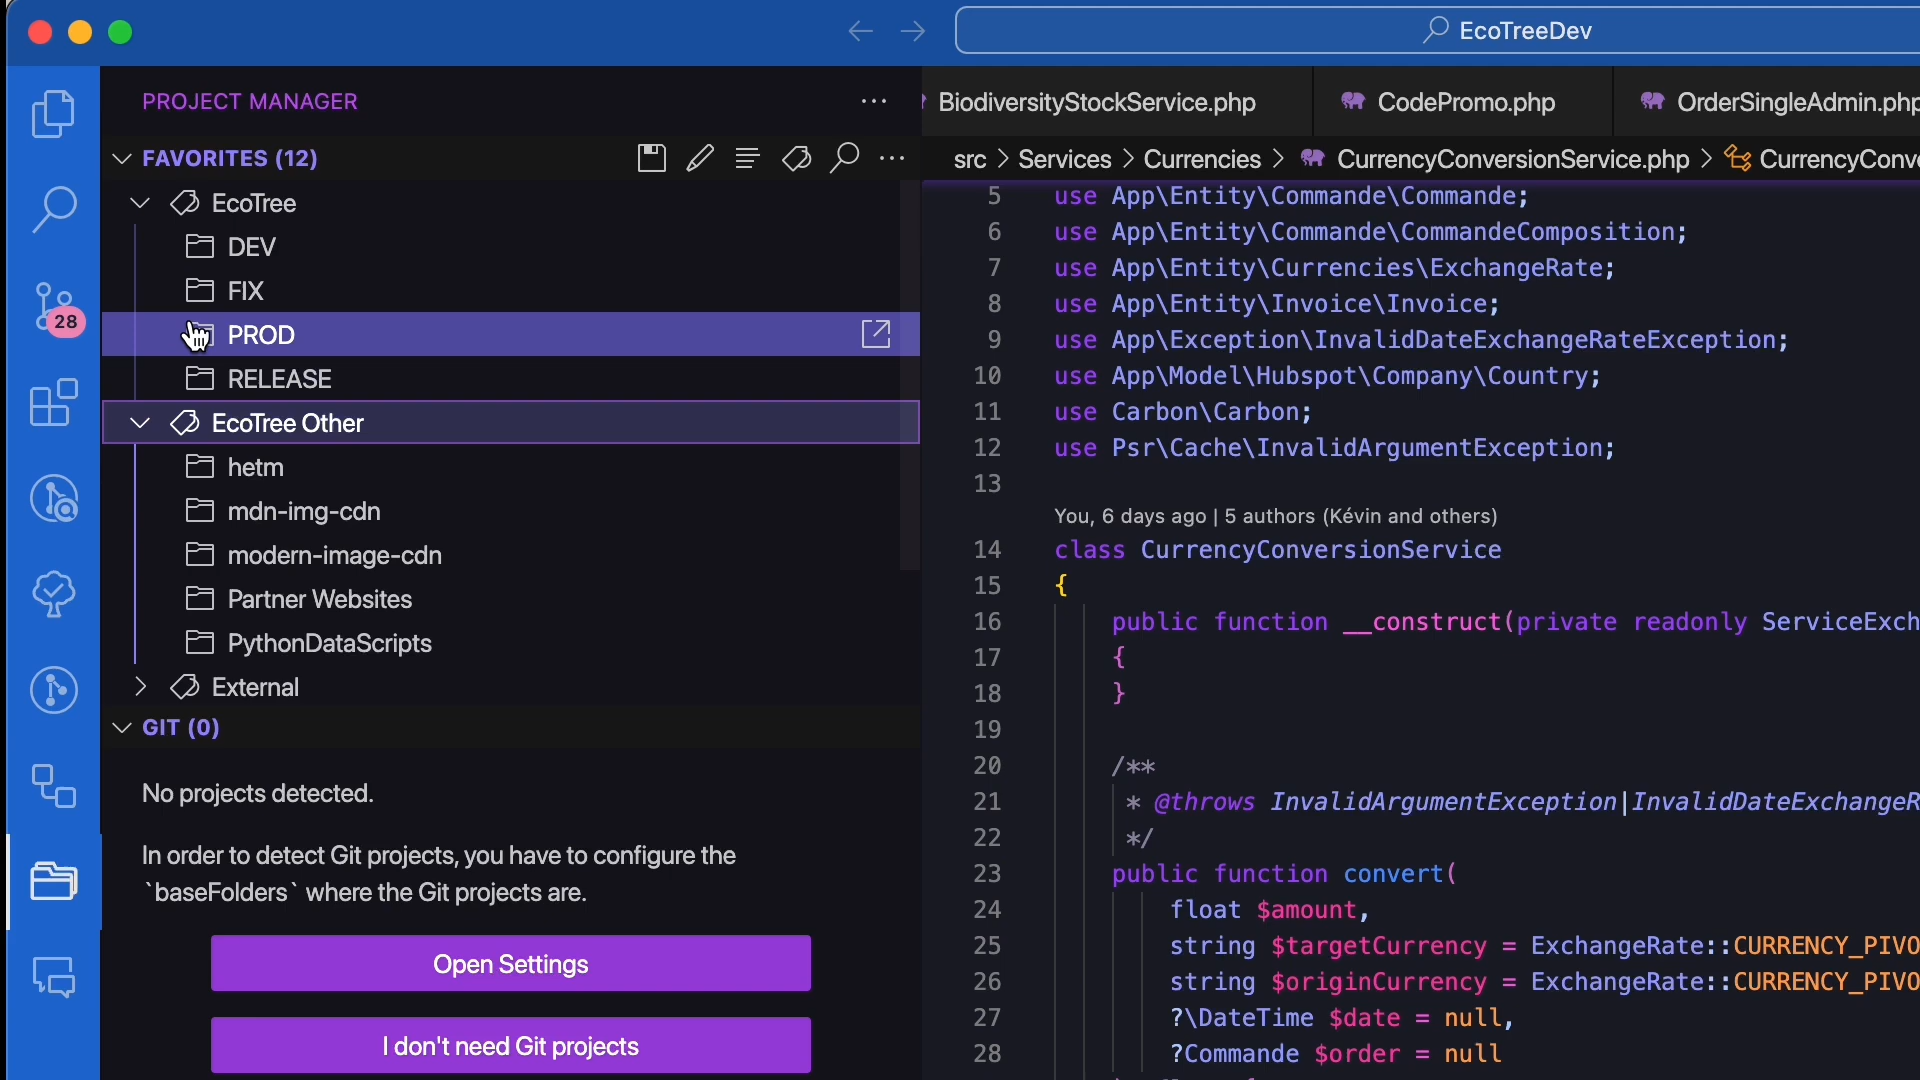 EcoTreeDev
PROJECT MANAGER
FAVORITES (12)
EcoTree
DEV
FIX
PROD
RELEASE
EcoTree Other
hetm
mdn-img-cdn
modern-image-cdn
Partner Websites
PythonDataScripts
External
GIT (0)
No projects detected.
In order to detect Git projects, you have to configure the
`baseFolders` where the Git projects are.
Open Settings
I don't need Git projects
28
BiodiversityStockService.php CodePromo.php OrderSingleAdmin.php
src > Services > Currencies > CurrencyConversionService.php > CurrencyConve
5 use App\Entity\Commande\Commande;
6 use App\Entity\Commande\CommandeComposition;
7 use App\Entity\Currencies\ExchangeRate;
8 use App\Entity\Invoice\Invoice;
9 use App\Exception\InvalidDateExchangeRateException;
10 use App\Model\Hubspot\Company\Country;
11 use Carbon\Carbon;
12 use Psr\Cache\InvalidArgumentException;
13
You, 6 days ago | 5 authors (Kévin and others)
14 class CurrencyConversionService
15 {
16 public function __construct(private readonly ServiceExch
17 {
18 }
19
20 /**
21 * @throws InvalidArgumentException|InvalidDateExchangeR
22 */
23 public function convert(
24 float $amount,
25 string $targetCurrency = ExchangeRate::CURRENCY_PIVO
26 string $originCurrency = ExchangeRate::CURRENCY_PIVO
27 ?\DateTime $date = null,
28 ?Commande $order = null